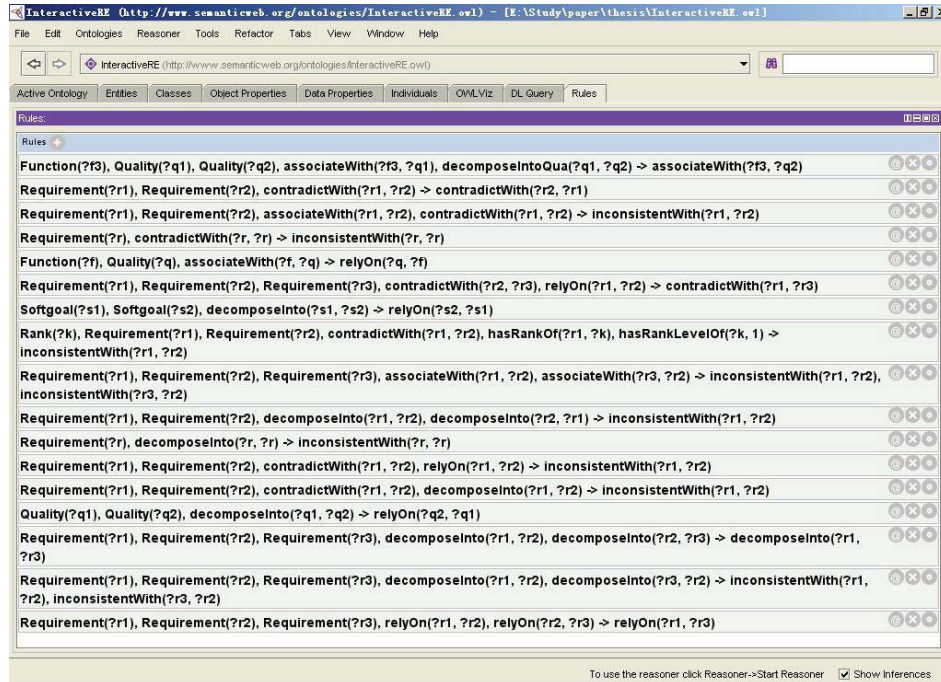 InteractiveRE (http://www.semanticweb.org/ontologies/InteractiveRE.owl) - [E:\Study\paper\thesis\InteractiveRE.owl]
File Edit Ontologies Reasoner Tools Refactor Tabs View Window Help
InteractiveRE (http://www.semanticweb.org/ontologies/InteractiveRE.owl)
Active Ontology Entities Classes Object Properties Data Properties Individuals OWLViz DL Query Rules
Rules:
Rules
Function(?f3), Quality(?q1), Quality(?q2), associateWith(?f3, ?q1), decomposeIntoQua(?q1, ?q2) -> associateWith(?f3, ?q2)
Requirement(?r1), Requirement(?r2), contradictWith(?r1, ?r2) -> contradictWith(?r2, ?r1)
Requirement(?r1), Requirement(?r2), associateWith(?r1, ?r2), contradictWith(?r1, ?r2) -> inconsistentWith(?r1, ?r2)
Requirement(?r), contradictWith(?r, ?r) -> inconsistentWith(?r, ?r)
Function(?f), Quality(?q), associateWith(?f, ?q) -> relyOn(?q, ?f)
Requirement(?r1), Requirement(?r2), Requirement(?r3), contradictWith(?r2, ?r3), relyOn(?r1, ?r2) -> contradictWith(?r1, ?r3)
Softgoal(?s1), Softgoal(?s2), decomposeInto(?s1, ?s2) -> relyOn(?s2, ?s1)
Rank(?k), Requirement(?r1), Requirement(?r2), contradictWith(?r1, ?r2), hasRankOf(?r1, ?k), hasRankLevelOf(?k, 1) ->
inconsistentWith(?r1, ?r2)
Requirement(?r1), Requirement(?r2), Requirement(?r3), associateWith(?r1, ?r2), associateWith(?r3, ?r2) -> inconsistentWith(?r1, ?r2),
inconsistentWith(?r3, ?r2)
Requirement(?r1), Requirement(?r2), decomposeInto(?r1, ?r2), decomposeInto(?r2, ?r1) -> inconsistentWith(?r1, ?r2)
Requirement(?r), decomposeInto(?r, ?r) -> inconsistentWith(?r, ?r)
Requirement(?r1), Requirement(?r2), contradictWith(?r1, ?r2), relyOn(?r1, ?r2) -> inconsistentWith(?r1, ?r2)
Requirement(?r1), Requirement(?r2), contradictWith(?r1, ?r2), decomposeInto(?r1, ?r2) -> inconsistentWith(?r1, ?r2)
Quality(?q1), Quality(?q2), decomposeInto(?q1, ?q2) -> relyOn(?q2, ?q1)
Requirement(?r1), Requirement(?r2), Requirement(?r3), decomposeInto(?r1, ?r2), decomposeInto(?r2, ?r3) -> decomposeInto(?r1,
?r3)
Requirement(?r1), Requirement(?r2), Requirement(?r3), decomposeInto(?r1, ?r2), decomposeInto(?r3, ?r2) -> inconsistentWith(?r1,
?r2), inconsistentWith(?r3, ?r2)
Requirement(?r1), Requirement(?r2), Requirement(?r3), relyOn(?r1, ?r2), relyOn(?r2, ?r3) -> relyOn(?r1, ?r3)
To use the reasoner click Reasoner->Start Reasoner Show Inferences